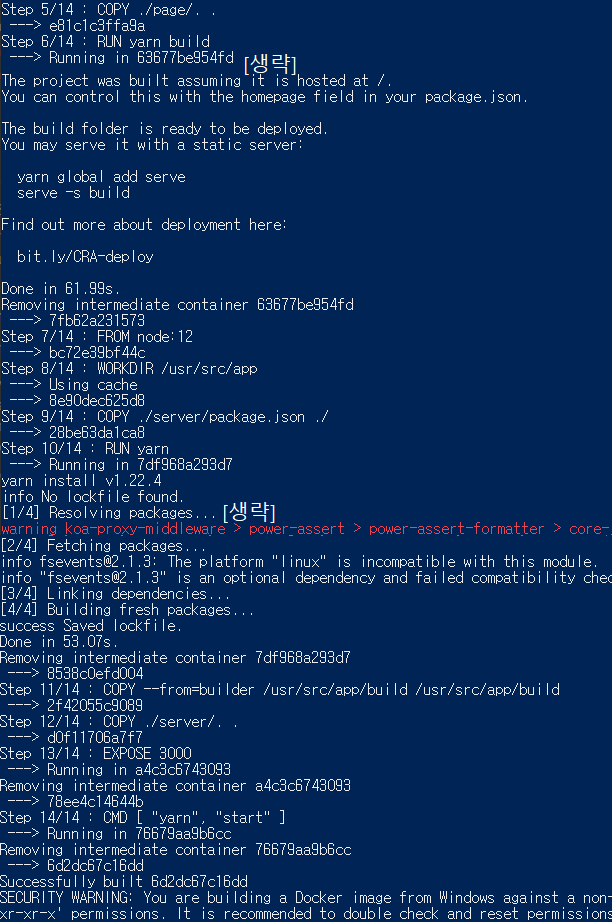 Step 5/14 : COPY ./page/. .
---> e81c1c3ffa9a
Step 6/14 : RUN yarn build
---> Running in 63677be954fd [생략]
The project was built assuming it is hosted at /.
You can control this with the homepage field in your package.json.
The build folder is ready to be deployed.
You may serve it with a static server:
yarn global add serve
serve -s build
Find out more about deployment here:
bit.ly/CRA-deploy
Done in 61.99s.
Removing intermediate container 63677be954fd
---> 7fb62a231573
Step 7/14 : FROM node:12
---> bc72e39bf44c
Step 8/14 : WORKDIR /usr/src/app
---> Using cache
---> 8e90dec625d8
Step 9/14 : COPY ./server/package.json ./
---> 28be63da1ca8
Step 10/14 : RUN yarn
---> Running in 7df968a293d7
yarn install v1.22.4
info No lockfile found.
[1/4] Resolving packages... [생략]
warning koa-proxy-middleware > power-assert > power-assert-formatter > core-
[2/4] Fetching packages...
info fsevents@2.1.3: The platform "linux" is incompatible with this module.
info "fsevents@2.1.3" is an optional dependency and failed compatibility chec
[3/4] Linking dependencies...
[4/4] Building fresh packages...
success Saved lockfile.
Done in 53.07s.
Removing intermediate container 7df968a293d7
---> 8538c0efd004
Step 11/14 : COPY --from=builder /usr/src/app/build /usr/src/app/build
---> 2f42055c9089
Step 12/14 : COPY ./server/. .
---> d0f11706a7f7
Step 13/14 : EXPOSE 3000
---> Running in a4c3c6743093
Removing intermediate container a4c3c6743093
---> 78ee4c14644b
Step 14/14 : CMD [ "yarn", "start" ]
---> Running in 76679aa9b6cc
Removing intermediate container 76679aa9b6cc
---> 6d2dc67c16dd
Successfully built 6d2dc67c16dd
SECURITY WARNING: You are building a Docker image from Windows against a non
xr-xr-x' permissions. It is recommended to double check and reset permissions